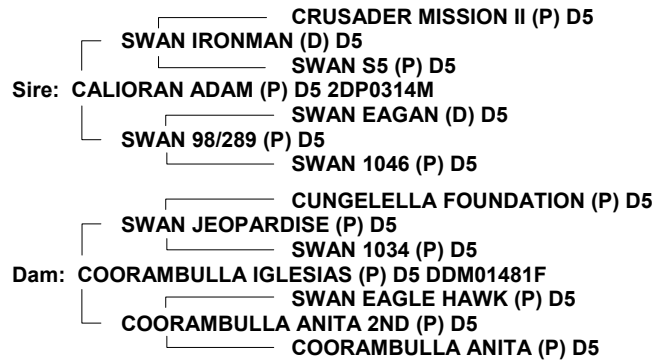 CRUSADER MISSION II (P) D5
SWAN IRONMAN (D) D5
SWAN S5 (P) D5
Sire: CALIORAN ADAM (P) D5 2DP0314M
SWAN EAGAN (D) D5
SWAN 98/289 (P) D5
SWAN 1046 (P) D5
CUNGELELLA FOUNDATION (P) D5
SWAN JEOPARDISE (P) D5
SWAN 1034 (P) D5
Dam: COORAMBULLA IGLESIAS (P) D5 DDM01481F
SWAN EAGLE HAWK (P) D5
COORAMBULLA ANITA 2ND (P) D5
COORAMBULLA ANITA (P) D5